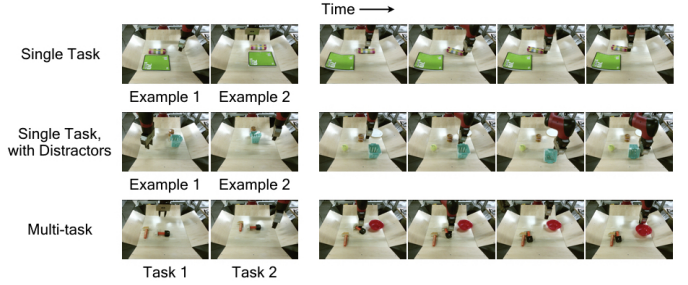 Time
Single Task
Example 1 Example 2
Single Task,
with Distractors
Example 1 Example 2
Multi-task
Task 1 Task 2